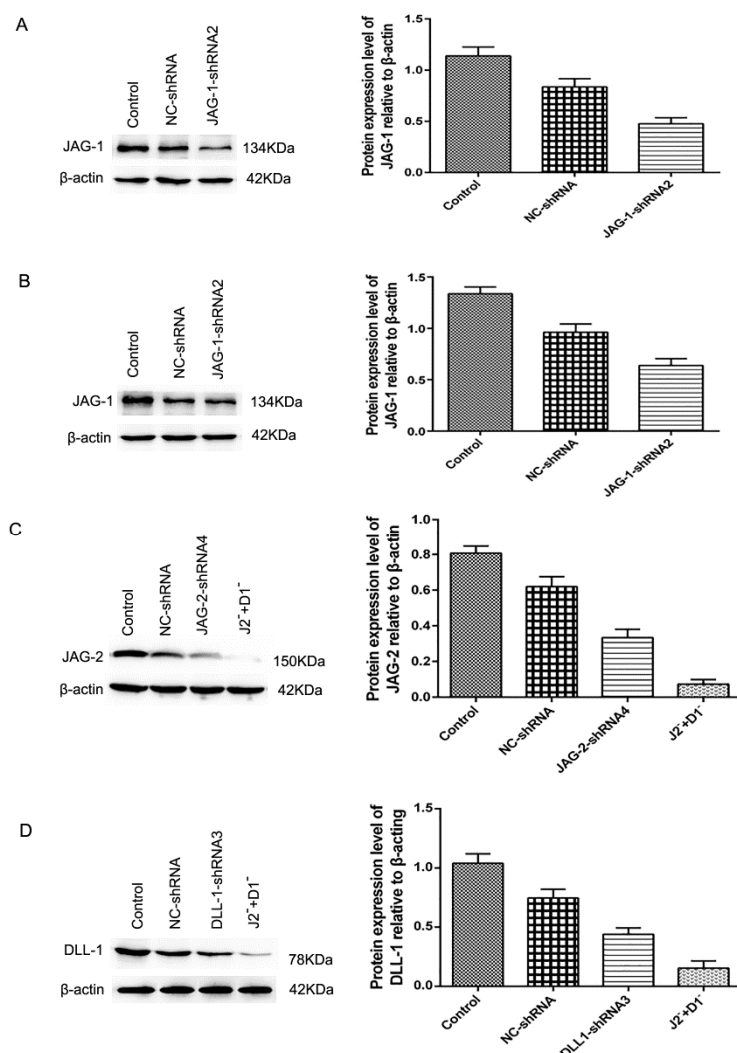 A
Control
NC-shRNA
JAG-1-shRNA2
JAG-1
134KDa
β-actin
42KDa
Protein expression level of
JAG-1 relative to β-actin
1.5
1.0
0.5
0.0
Control
NC-shRNA
JAG-1-shRNA2
B
Control
NC-shRNA
JAG-1-shRNA2
JAG-1
134KDa
β-actin
42KDa
Protein expression level of
JAG-1 relative to β-actin
1.5
1.0
0.5
0.0
Control
NC-shRNA
JAG-1-shRNA2
C
Control
NC-shRNA
JAG-2-shRNA4
J2⁻+D1⁻
JAG-2
150KDa
β-actin
42KDa
Protein expression level of
JAG-2 relative to β-actin
0.8
0.6
0.4
0.2
0.0
Control
NC-shRNA
JAG-2-shRNA4
J2⁻+D1⁻
D
Control
NC-shRNA
DLL-1-shRNA3
J2⁻+D1⁻
DLL-1
78KDa
β-actin
42KDa
Protein expression level of
DLL-1 relative to β-acting
1.5
1.0
0.5
0.0
Control
NC-shRNA
DLL1-shRNA3
J2⁻+D1⁻